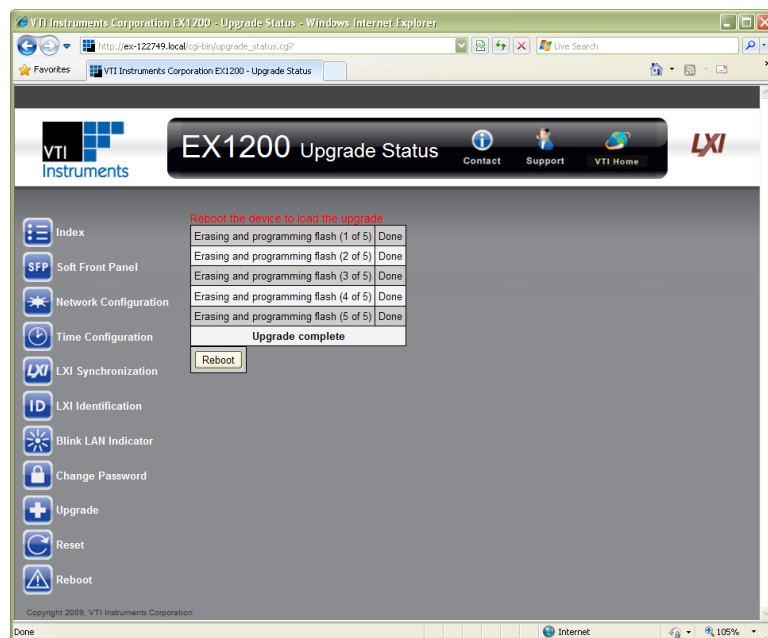 VTI Instruments Corporation EX1200 - Upgrade Status - Windows Internet Explorer
http://ex-122749.local/cgi-bin/upgrade_status.cgi?
Live Search
Favorites
VTI Instruments Corporation EX1200 - Upgrade Status
VTI
Instruments
EX1200 Upgrade Status
Contact
Support
VTI Home
LXI
Reboot the device to load the upgrade.
Erasing and programming flash (1 of 5) Done
Erasing and programming flash (2 of 5) Done
Erasing and programming flash (3 of 5) Done
Erasing and programming flash (4 of 5) Done
Erasing and programming flash (5 of 5) Done
Upgrade complete
Reboot
Index
SFP Soft Front Panel
Network Configuration
Time Configuration
LXI LXI Synchronization
ID LXI Identification
Blink LAN Indicator
Change Password
Upgrade
Reset
Reboot
Copyright 2009, VTI Instruments Corporation
Done
Internet
105%